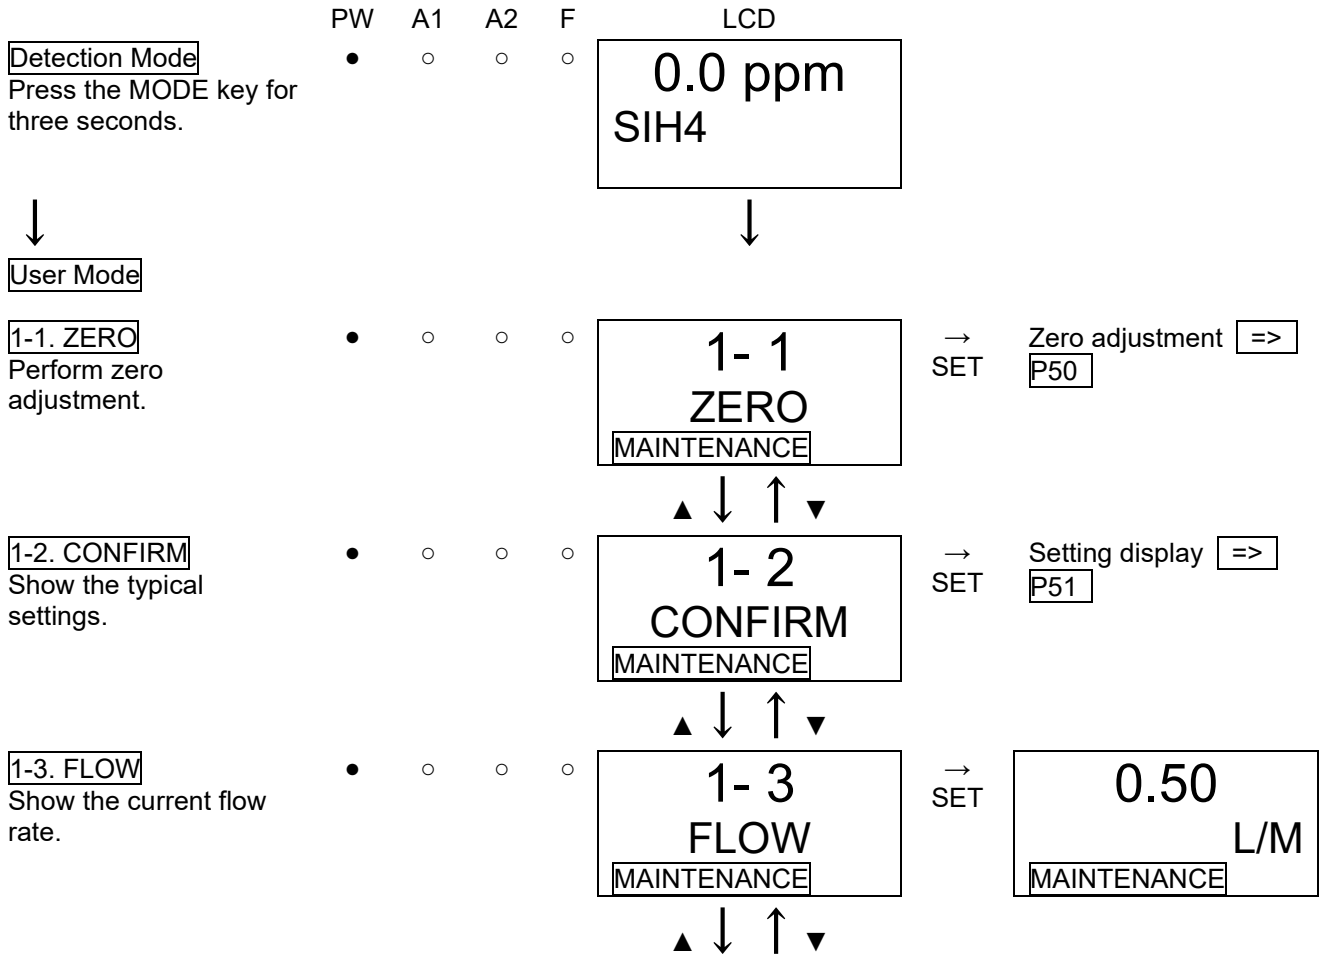 PW A1 A2 F LCD
Detection Mode ● ○ ○ ○ 0.0 ppm
Press the MODE key for
three seconds.
SIH4
↓ ↓
User Mode
1-1. ZERO ● ○ ○ ○ 1- 1 → Zero adjustment =>
Perform zero SET P50
adjustment. ZERO
MAINTENANCE
▲ ↓ ↑ ▼
1-2. CONFIRM ● ○ ○ ○ 1- 2 → Setting display =>
Show the typical SET P51
settings. CONFIRM
MAINTENANCE
▲ ↓ ↑ ▼
1-3. FLOW ● ○ ○ ○ 1- 3 → 0.50
Show the current flow SET
rate. FLOW L/M
MAINTENANCE MAINTENANCE
▲ ↓ ↑ ▼